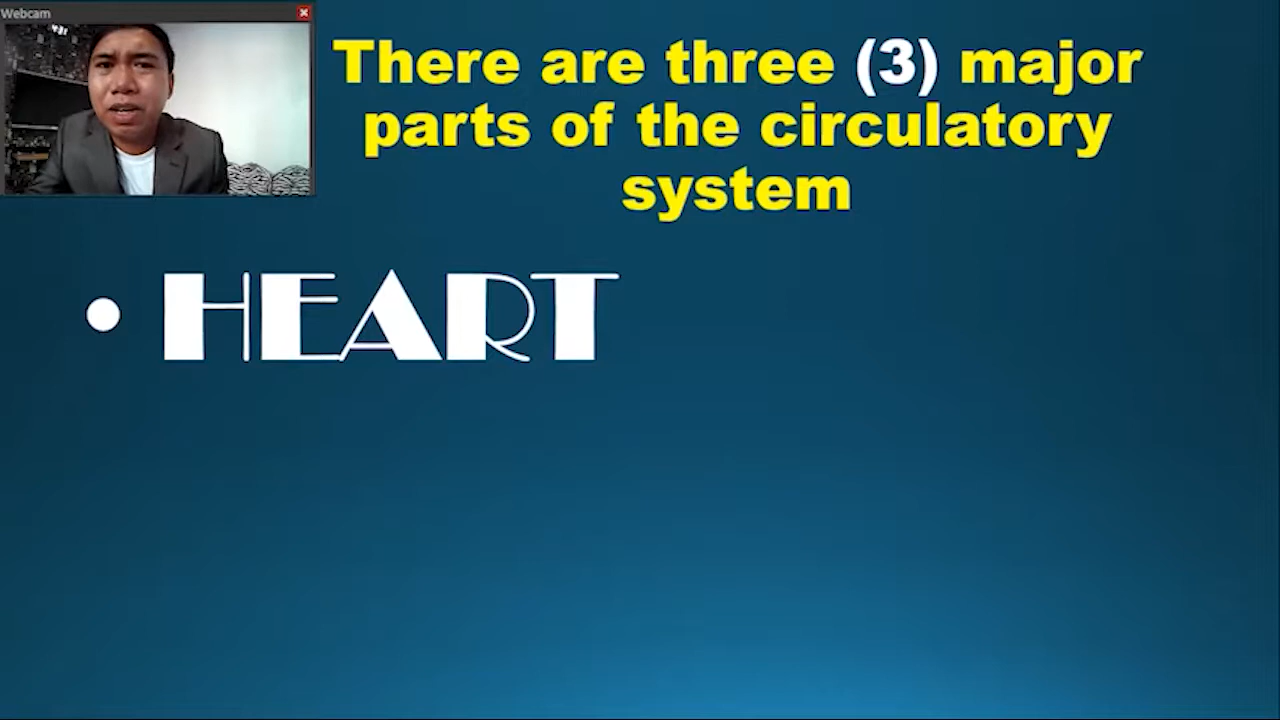 Webcam
There are three (3) major
parts of the circulatory
system
• HEART